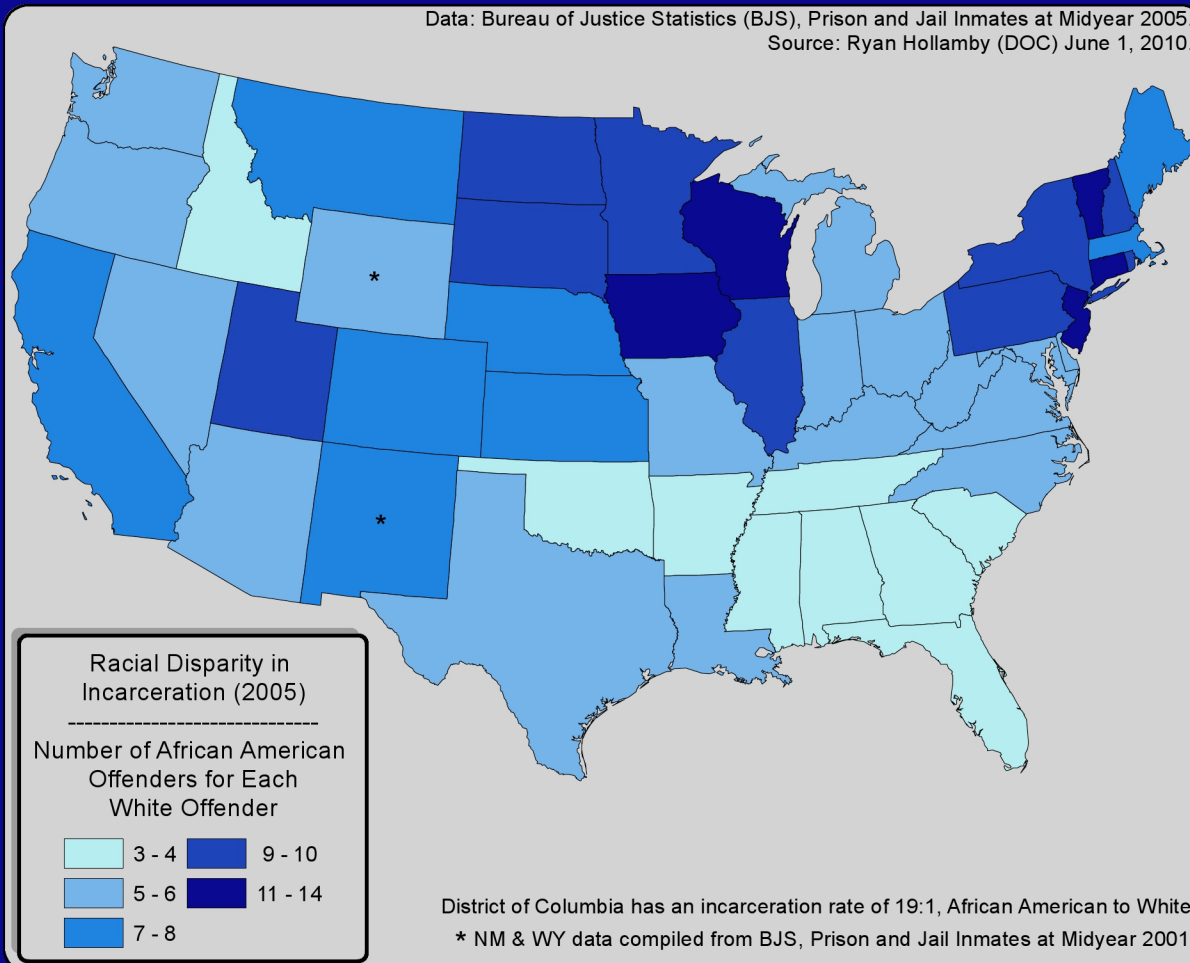 Data: Bureau of Justice Statistics (BJS), Prison and Jail Inmates at Midyear 2005.
Source: Ryan Hollamby (DOC) June 1, 2010.
*
*
Racial Disparity in
Incarceration (2005)
------------------------------
Number of African American
Offenders for Each
White Offender
3 - 4
9 - 10
5 - 6
11 - 14
7 - 8
District of Columbia has an incarceration rate of 19:1, African American to White
* NM & WY data compiled from BJS, Prison and Jail Inmates at Midyear 2001